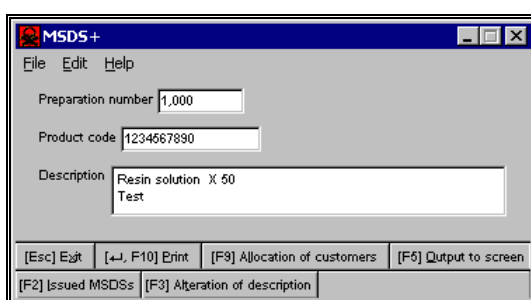 MSDS+
File Edit Help
Preparation number 1,000
Product code 1234567890
Description Resin solution X 50
Test
[Esc] Exit [↵, F10] Print [F9] Allocation of customers [F5] Output to screen
[F2] Issued MSDSs [F3] Alteration of description